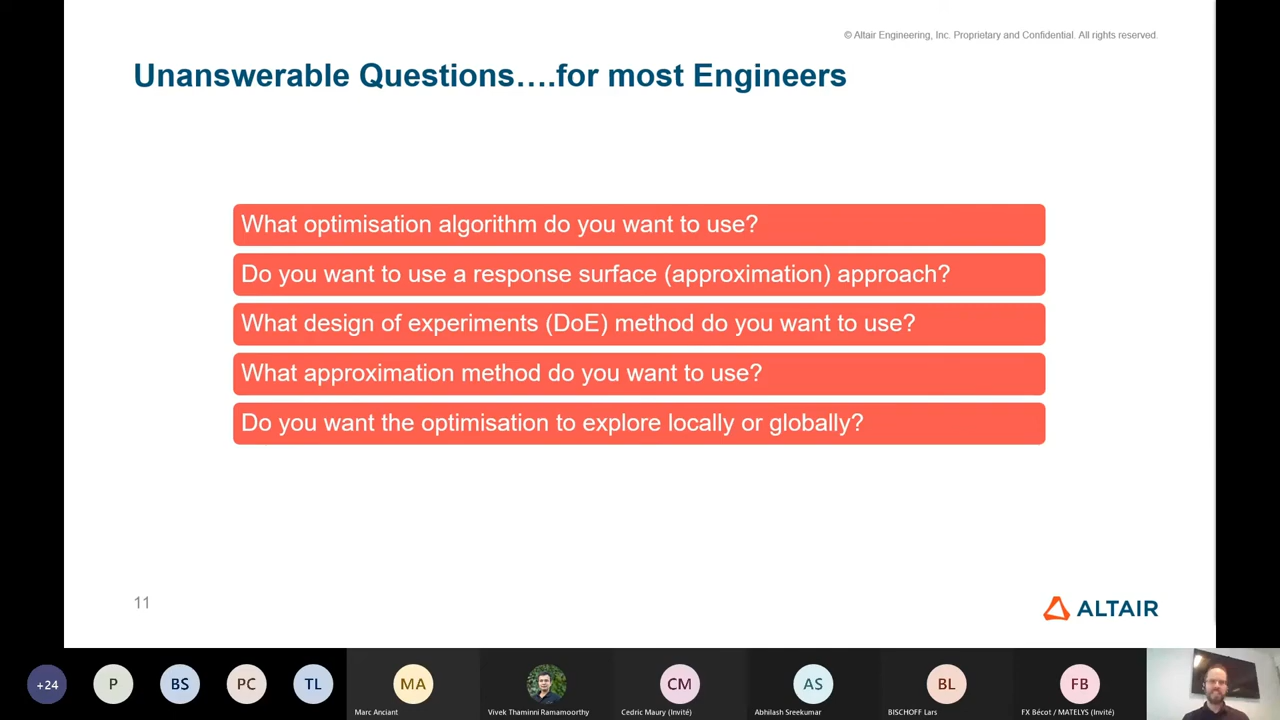 © Altair Engineering, Inc. Proprietary and Confidential. All rights reserved.
Unanswerable Questions….for most Engineers
What optimisation algorithm do you want to use?
Do you want to use a response surface (approximation) approach?
What design of experiments (DoE) method do you want to use?
What approximation method do you want to use?
Do you want the optimisation to explore locally or globally?
11
ALTAIR
+24
P
BS
PC
TL
MA
CM
AS
BL
FB
Marc Anciant
Vivek Thaminni Ramamoorthy
Cedric Maury (Invité)
Abhilash Sreekumar
BISCHOFF Lars
FX Bécot / MATELYS (Invité)